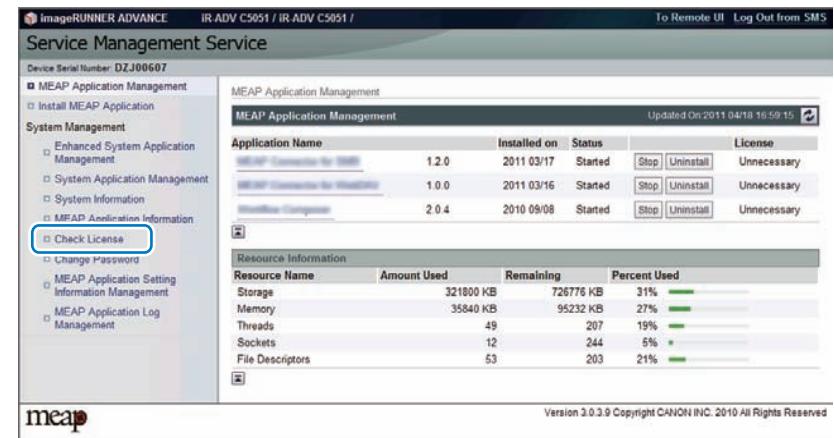 imageRUNNER ADVANCE iR-ADV C5051 / iR-ADV C5051 / To Remote UI Log Out from SMS
Service Management Service
Device Serial Number: DZJ00607
MEAP Application Management
Install MEAP Application
System Management
Enhanced System Application
Management
System Application Management
System Information
MEAP Application Information
Check License
Change Password
MEAP Application Setting
Information Management
MEAP Application Log
Management
MEAP Application Management
MEAP Application Management Updated On:2011 04/18 16:59:15
Application Name Installed on Status License
1.2.0 2011 03/17 Started Stop Uninstall Unnecessary
1.0.0 2011 03/16 Started Stop Uninstall Unnecessary
2.0.4 2010 09/08 Started Stop Uninstall Unnecessary
Resource Information
Resource Name Amount Used Remaining Percent Used
Storage 321800 KB 726776 KB 31%
Memory 35840 KB 95232 KB 27%
Threads 49 207 19%
Sockets 12 244 5%
File Descriptors 53 203 21%
meap Version 3.0.3.9 Copyright CANON INC. 2010 All Rights Reserved